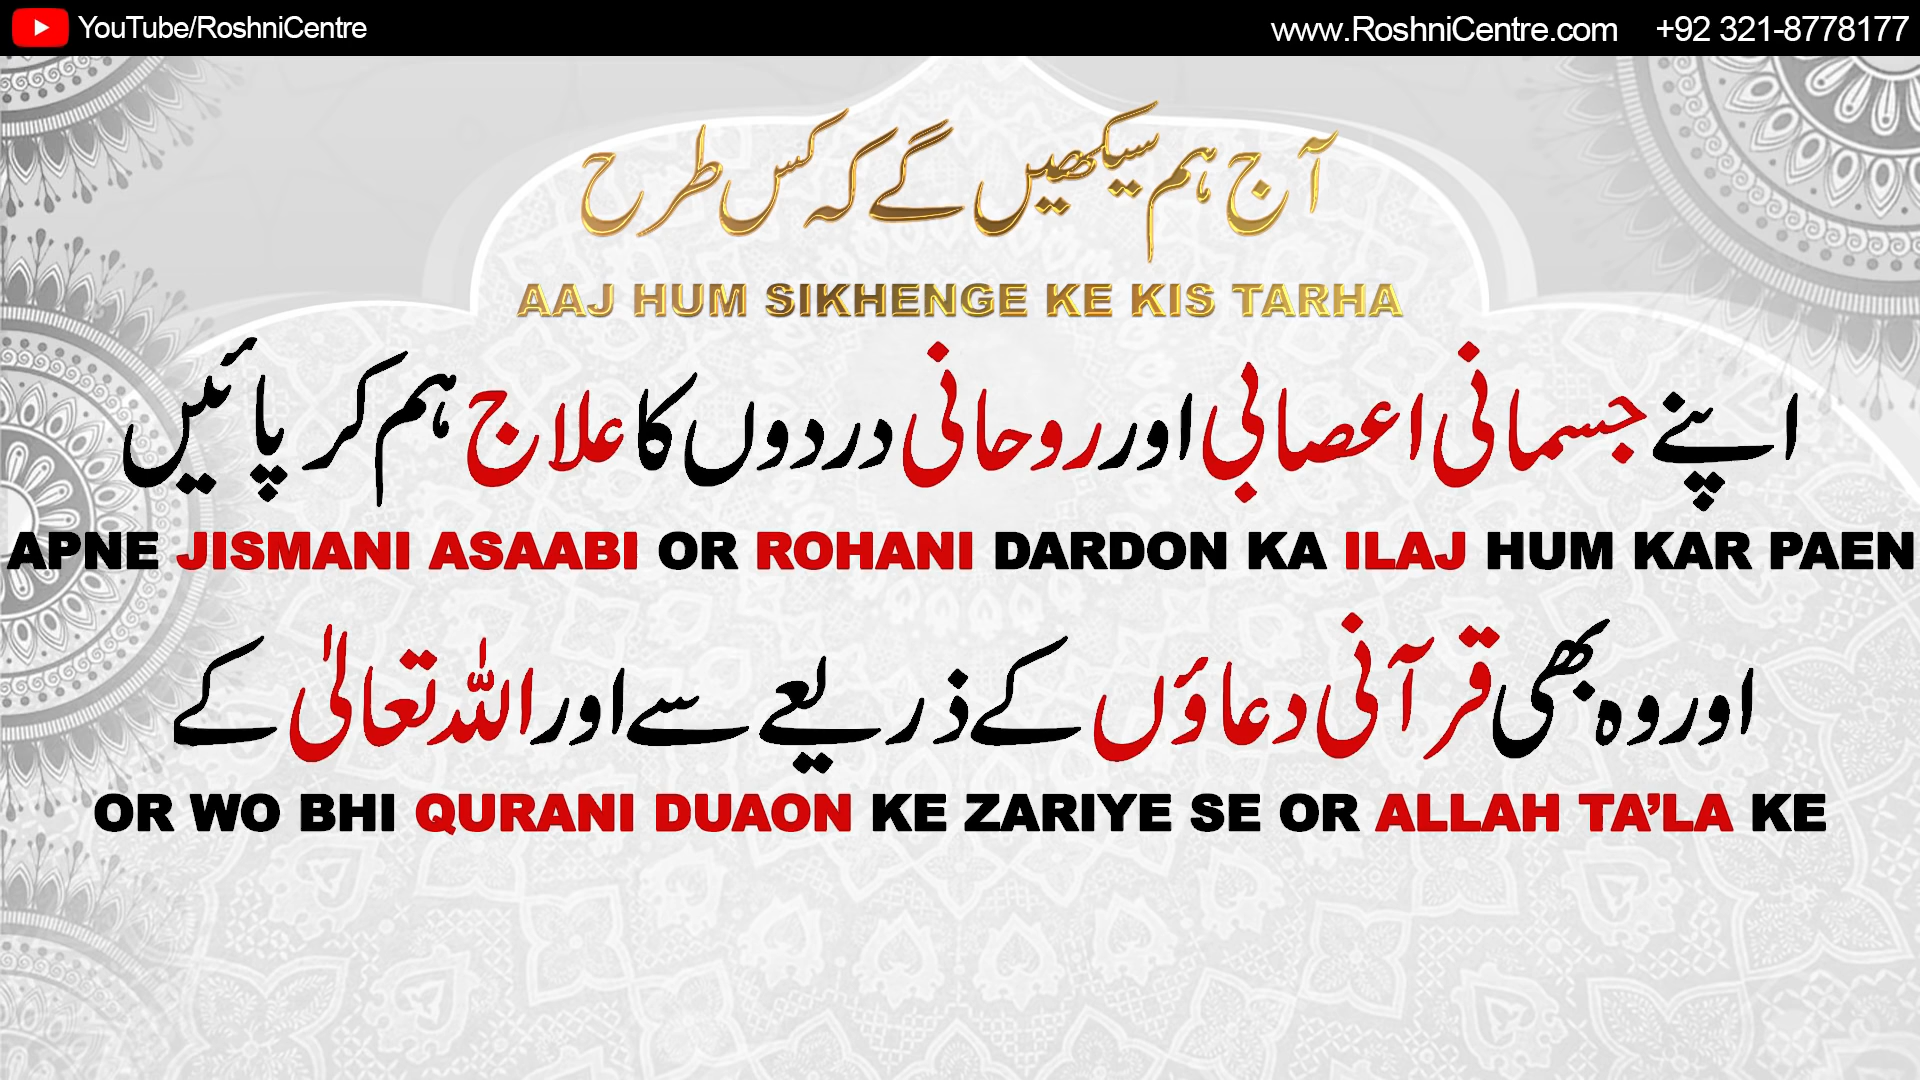 YouTube/RoshniCentre
www.RoshniCentre.com +92 321-8778177
آج ہم سیکھیں گے کہ کس طرح
AAJ HUM SIKHENGE KE KIS TARHA
اپنے جسمانی اعصابی اور روحانی دردوں کا علاج ہم کر پائیں
APNE JISMANI ASAABI OR ROHANI DARDON KA ILAJ HUM KAR PAEN
اور وہ بھی قرآنی دعاؤں کے ذریعے سے اور اللہ تعالیٰ کے
OR WO BHI QURANI DUAON KE ZARIYE SE OR ALLAH TA’LA KE